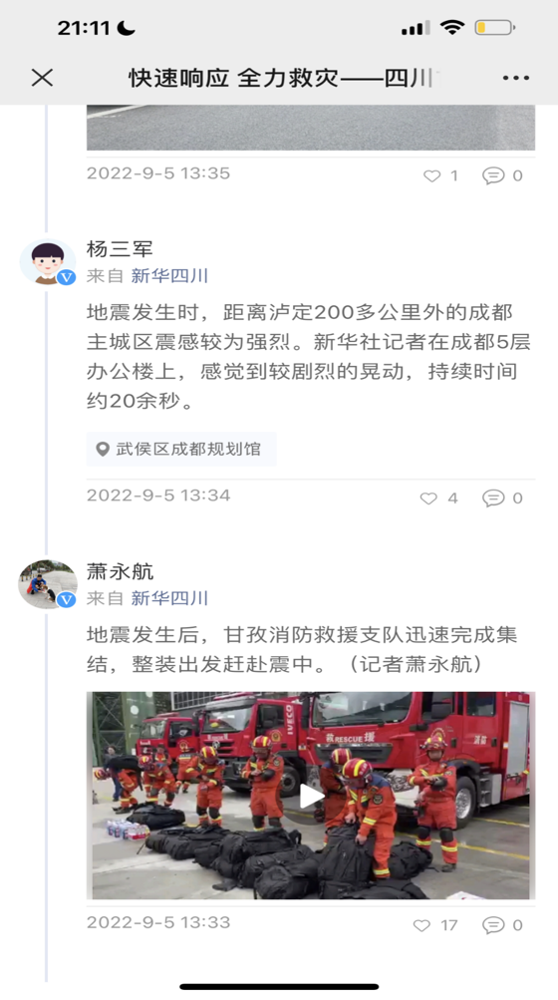 21:11
快速响应 全力救灾——四川
2022-9-5 13:35
1
0
杨三军
来自 新华四川
地震发生时，距离泸定200多公里外的成都
主城区震感较为强烈。新华社记者在成都5层
办公楼上，感觉到较剧烈的晃动，持续时间
约20余秒。
武侯区成都规划馆
2022-9-5 13:34
4
0
萧永航
来自 新华四川
地震发生后，甘孜消防救援支队迅速完成集
结，整装出发赶赴震中。（记者萧永航）
IVECO
救 RESCUE 援
消防
2022-9-5 13:33
17
0